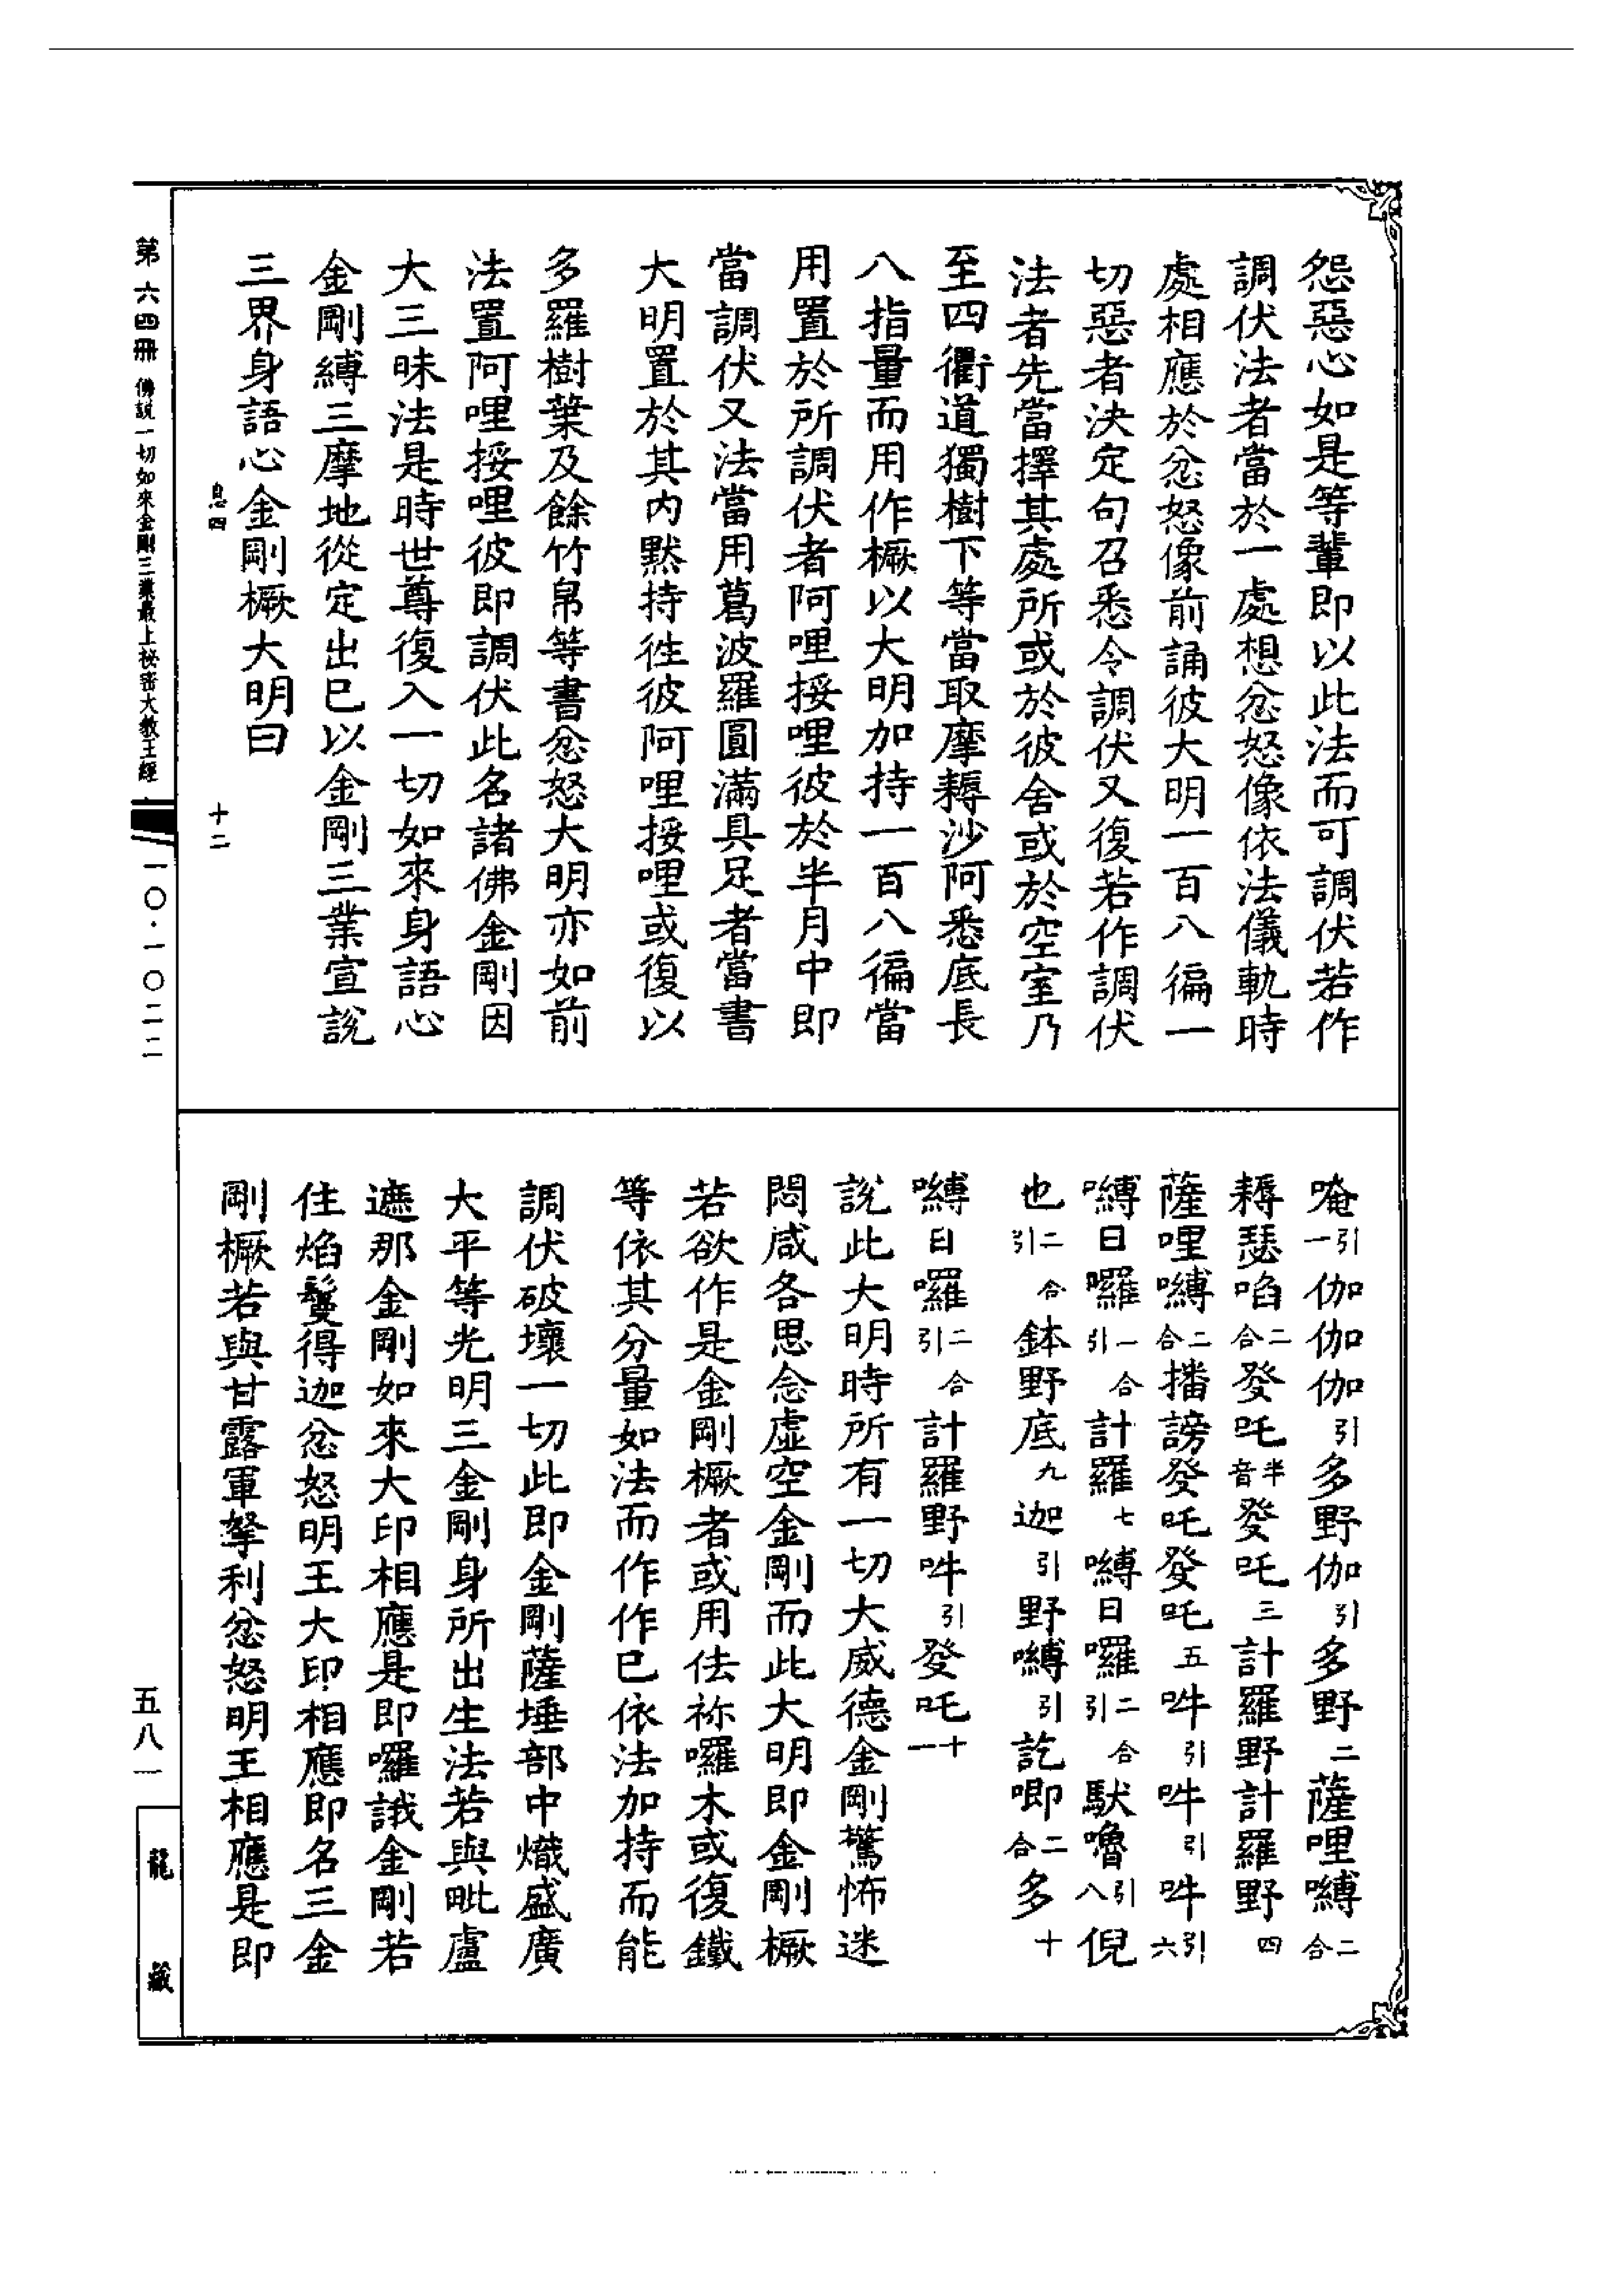 怨惡心如是等輩即以此法而可調伏若作
調伏法者當於一處想忿怒像依法儀軌時
處相應於忿怒像前誦彼大明一百八徧一
切惡者決定句召悉令調伏又復若作調伏
法者先當擇其處所或於彼舍或於空室乃
至四衢道獨樹下等當取摩耨沙阿悉底長
八指量而用作橛以大明加持一百八徧當
用置於所調伏者阿哩挼哩彼於半月中即
當調伏又法當用葛波羅圓滿具足者當書
大明置於其內默持往彼阿哩挼哩或復以
多羅樹葉及餘竹帛等書忿怒大明亦如前
法置阿哩挼哩彼即調伏此名諸佛金剛因
大三昧法是時世尊復入一切如來身語心
金剛縛三摩地從定出已以金剛三業宣說
三界身語心金剛橛大明曰
息四 十二
唵引一伽伽伽引多野伽引多野二薩哩嚩二合
耨瑟㗛二合發吒半音發吒三計羅野計羅野四
薩哩嚩二合播謗發吒發吒五吽引吽引吽引六
嚩日囉一合引計羅七嚩日囉二合引馱嚕引八倪
也二合引鉢野底九迦引野嚩引訖唧二合多十
嚩日囉二合引計羅野吽引發吒十一
說此大明時所有一切大威德金剛驚怖迷
悶咸各思念虛空金剛而此大明即金剛橛
若欲作是金剛橛者或用佉祢囉木或復鐵
等依其分量如法而作作已依法加持而能
調伏破壞一切此即金剛薩埵部中熾盛廣
大平等光明三金剛身所出生法若與毗盧
遮那金剛如來大印相應是即囉誐金剛若
住焰鬘得迦忿怒明王大印相應即名三金
剛橛若與甘露軍拏利忿怒明王相應是即
第六四冊 佛說一切如來金剛三業最上祕密大教王經
一〇·一〇二二
五八一
龍藏